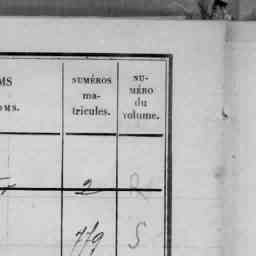 MS
OMS.
NUMÉROS
ma-
tricules.
NU-
MÉRO
du
volume.
2 R
779 S